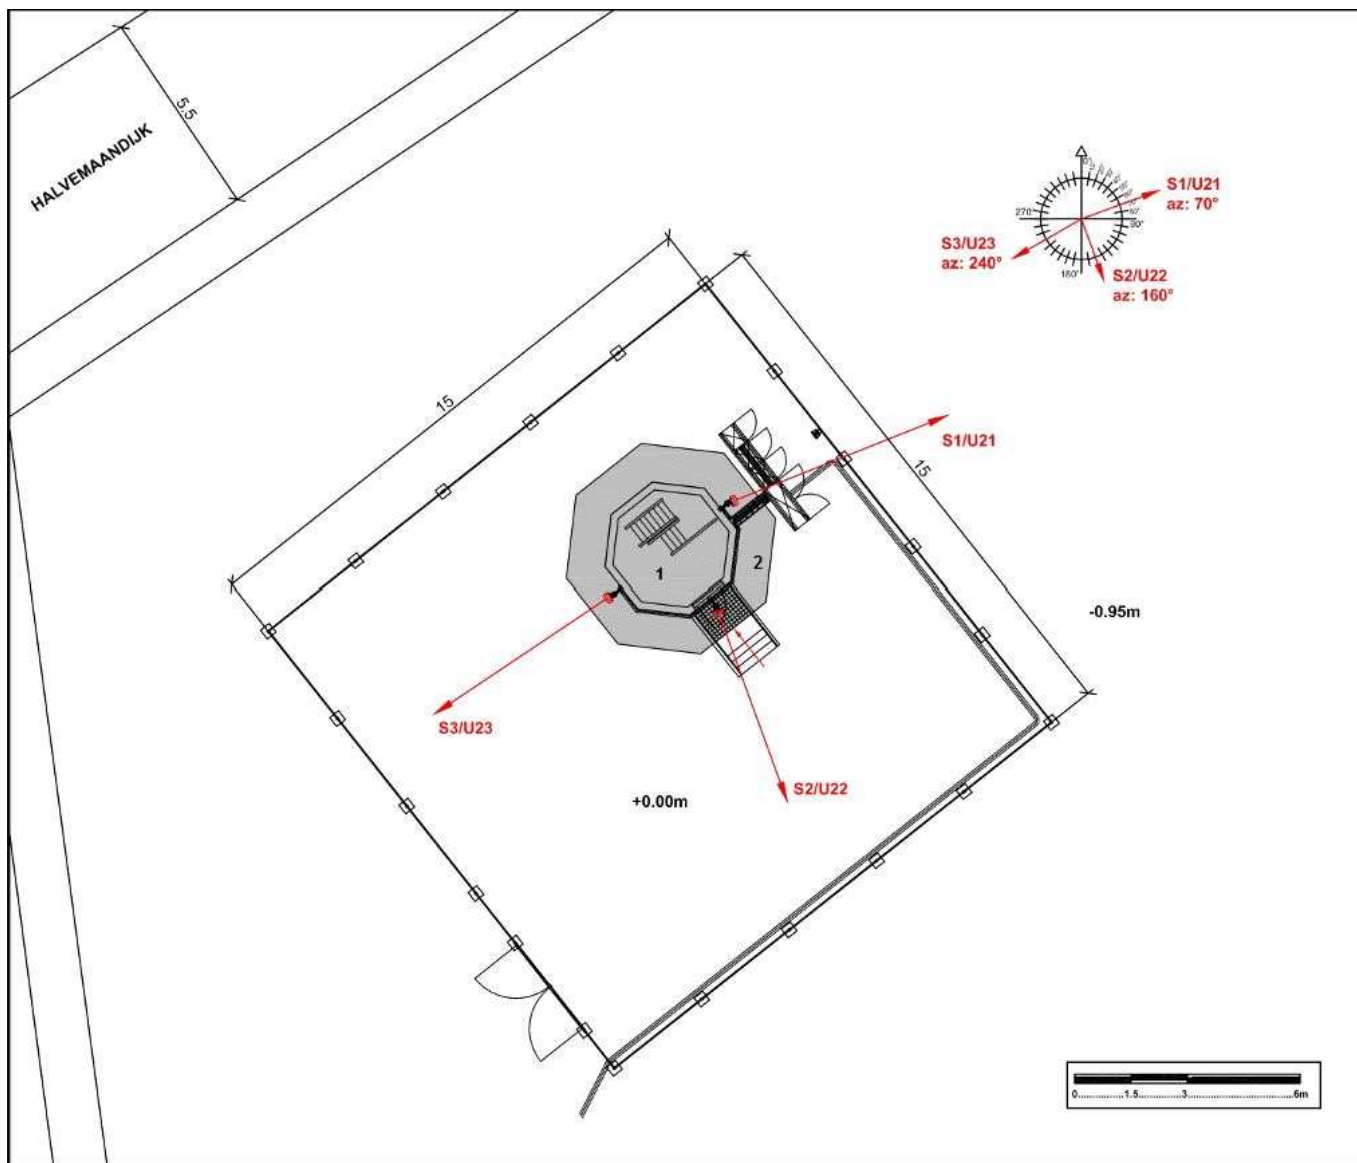 5.5
HALVEMAANDIJK
S1/U21
az: 70°
270°
90°
S3/U23
az: 240°
180°
S2/U22
az: 160°
15
S1/U21
15
2
1
-0.95m
S3/U23
S2/U22
+0.00m
0 1.5 3 6m